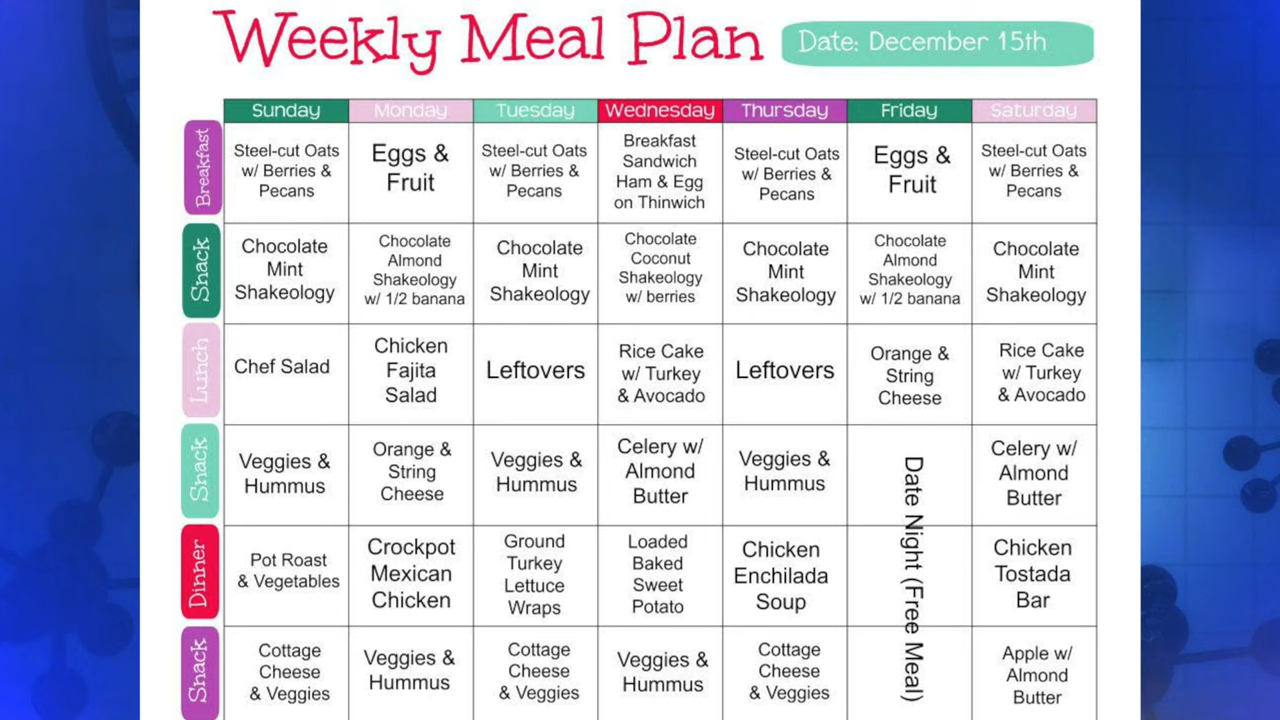 Weekly Meal Plan
Date: December 15th
Sunday Monday Tuesday Wednesday Thursday Friday Saturday
Breakfast
Steel-cut Oats
w/ Berries &
Pecans
Eggs &
Fruit
Steel-cut Oats
w/ Berries &
Pecans
Breakfast
Sandwich
Ham & Egg
on Thinwich
Steel-cut Oats
w/ Berries &
Pecans
Eggs &
Fruit
Steel-cut Oats
w/ Berries &
Pecans
Snack
Chocolate
Mint
Shakeology
Chocolate
Almond
Shakeology
w/ 1/2 banana
Chocolate
Mint
Shakeology
Chocolate
Coconut
Shakeology
w/ berries
Chocolate
Mint
Shakeology
Chocolate
Almond
Shakeology
w/ 1/2 banana
Chocolate
Mint
Shakeology
Lunch
Chef Salad
Chicken
Fajita
Salad
Leftovers
Rice Cake
w/ Turkey
& Avocado
Leftovers
Orange &
String
Cheese
Rice Cake
w/ Turkey
& Avocado
Snack
Veggies &
Hummus
Orange &
String
Cheese
Veggies &
Hummus
Celery w/
Almond
Butter
Veggies &
Hummus
Date Night (Free Meal)
Celery w/
Almond
Butter
Dinner
Pot Roast
& Vegetables
Crockpot
Mexican
Chicken
Ground
Turkey
Lettuce
Wraps
Loaded
Baked
Sweet
Potato
Chicken
Enchilada
Soup
Chicken
Tostada
Bar
Snack
Cottage
Cheese
& Veggies
Veggies &
Hummus
Cottage
Cheese
& Veggies
Veggies &
Hummus
Cottage
Cheese
& Veggies
Apple w/
Almond
Butter